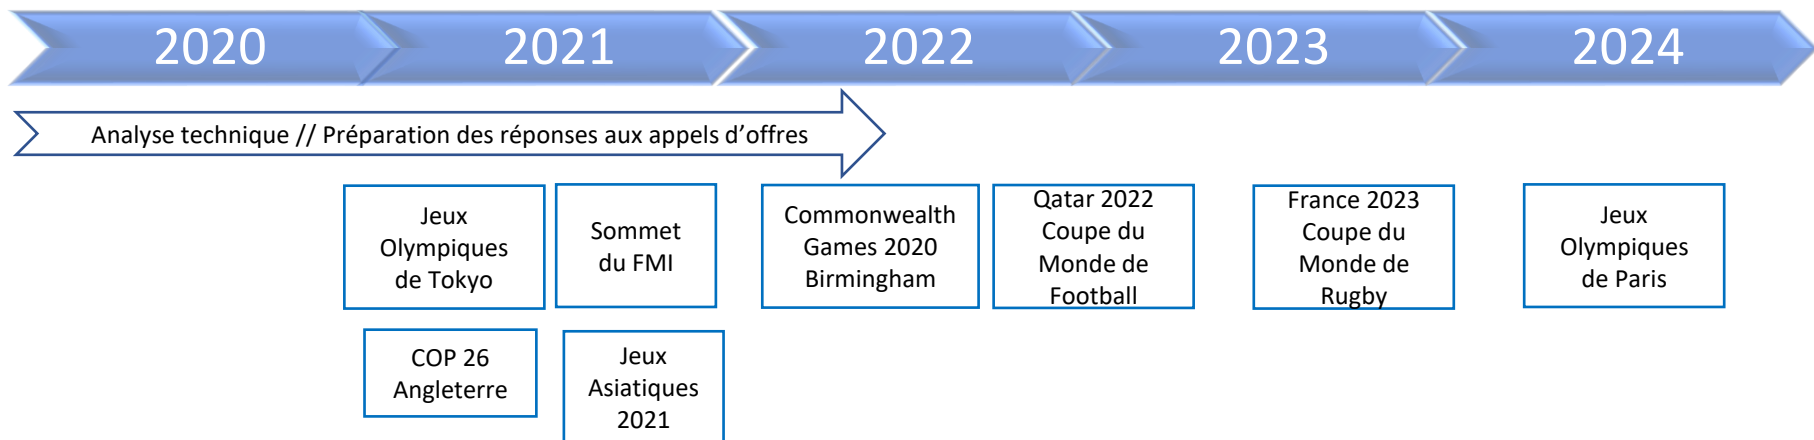 2020
2021
2022
2023
2024
Analyse technique // Préparation des réponses aux appels d’offres
Jeux
Olympiques
de Tokyo
Sommet
du FMI
Commonwealth
Games 2020
Birmingham
Qatar 2022
Coupe du
Monde de
Football
France 2023
Coupe du
Monde de
Rugby
Jeux
Olympiques
de Paris
COP 26
Angleterre
Jeux
Asiatiques
2021